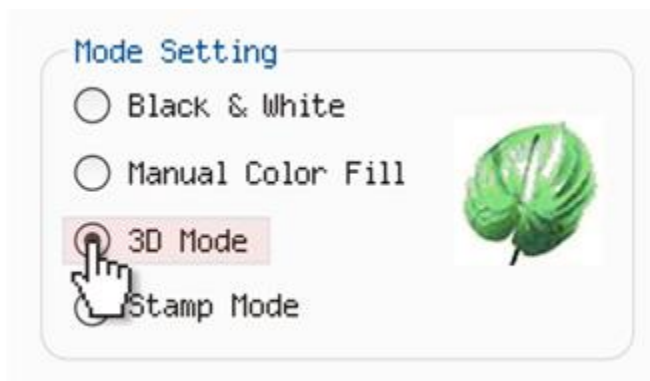 Mode Setting
Black & White
Manual Color Fill
3D Mode
Stamp Mode